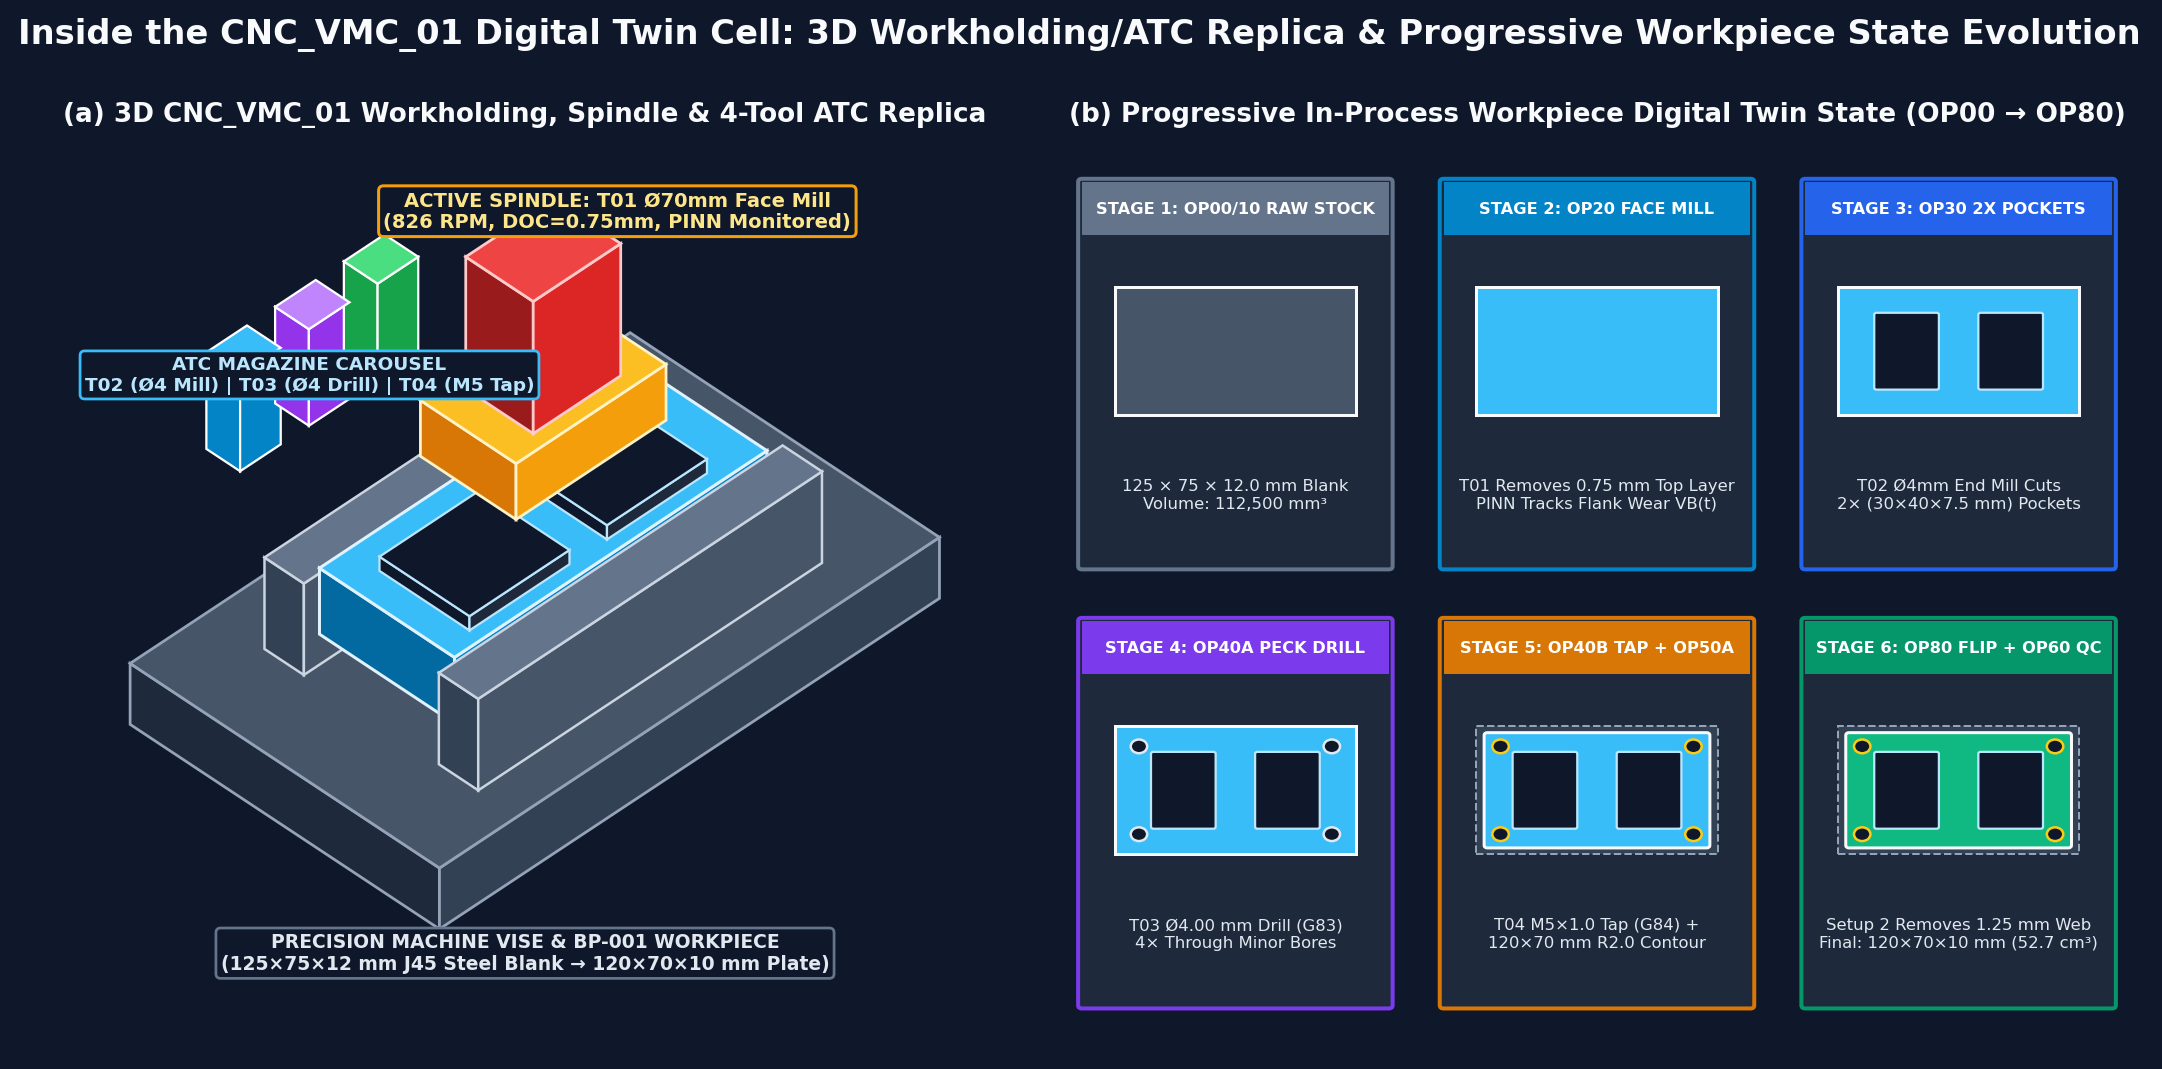 Inside the CNC_VMC_01 Digital Twin Cell: 3D Workholding/ATC Replica & Progressive Workpiece State Evolution
(a) 3D CNC_VMC_01 Workholding, Spindle & 4-Tool ATC Replica
ACTIVE SPINDLE: T01 Ø70mm Face Mill
(826 RPM, DOC=0.75mm, PINN Monitored)
ATC MAGAZINE CAROUSEL
T02 (Ø4 Mill) | T03 (Ø4 Drill) | T04 (M5 Tap)
PRECISION MACHINE VISE & BP-001 WORKPIECE
(125×75×12 mm J45 Steel Blank → 120×70×10 mm Plate)
(b) Progressive In-Process Workpiece Digital Twin State (OP00 → OP80)
STAGE 1: OP00/10 RAW STOCK
125 × 75 × 12.0 mm Blank
Volume: 112,500 mm³
STAGE 2: OP20 FACE MILL
T01 Removes 0.75 mm Top Layer
PINN Tracks Flank Wear VB(t)
STAGE 3: OP30 2X POCKETS
T02 Ø4mm End Mill Cuts
2× (30×40×7.5 mm) Pockets
STAGE 4: OP40A PECK DRILL
T03 Ø4.00 mm Drill (G83)
4× Through Minor Bores
STAGE 5: OP40B TAP + OP50A
T04 M5×1.0 Tap (G84) +
120×70 mm R2.0 Contour
STAGE 6: OP80 FLIP + OP60 QC
Setup 2 Removes 1.25 mm Web
Final: 120×70×10 mm (52.7 cm³)